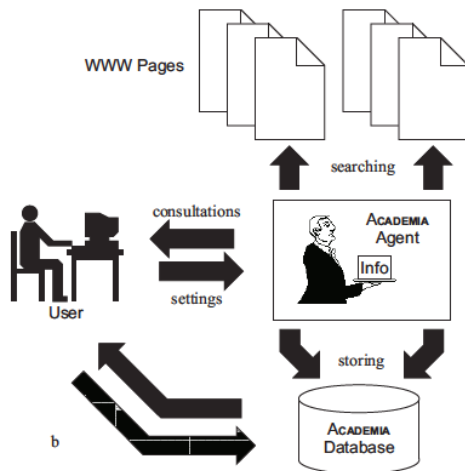 WWW Pages
searching
consultations
ACADEMIA
Agent
Info
settings
User
storing
b
ACADEMIA
Database